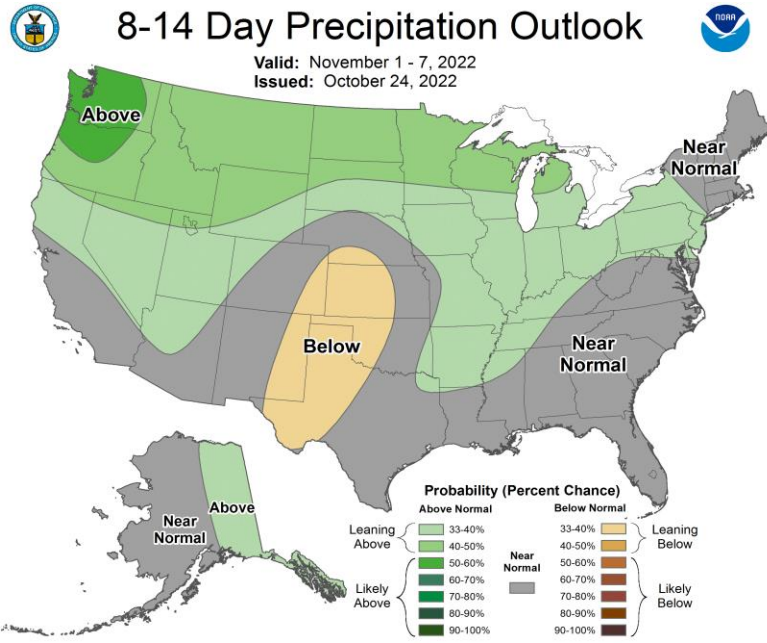 8-14 Day Precipitation Outlook
Valid: November 1 - 7, 2022
Issued: October 24, 2022
NOAA
Above
Near
Normal
Below
Near
Normal
Above
Near
Normal
Probability (Percent Chance)
Above Normal
Below Normal
Leaning
Above
33-40%
40-50%
50-60%
60-70%
70-80%
80-90%
90-100%
Likely
Above
Near
Normal
33-40%
40-50%
50-60%
60-70%
70-80%
80-90%
90-100%
Leaning
Below
Likely
Below